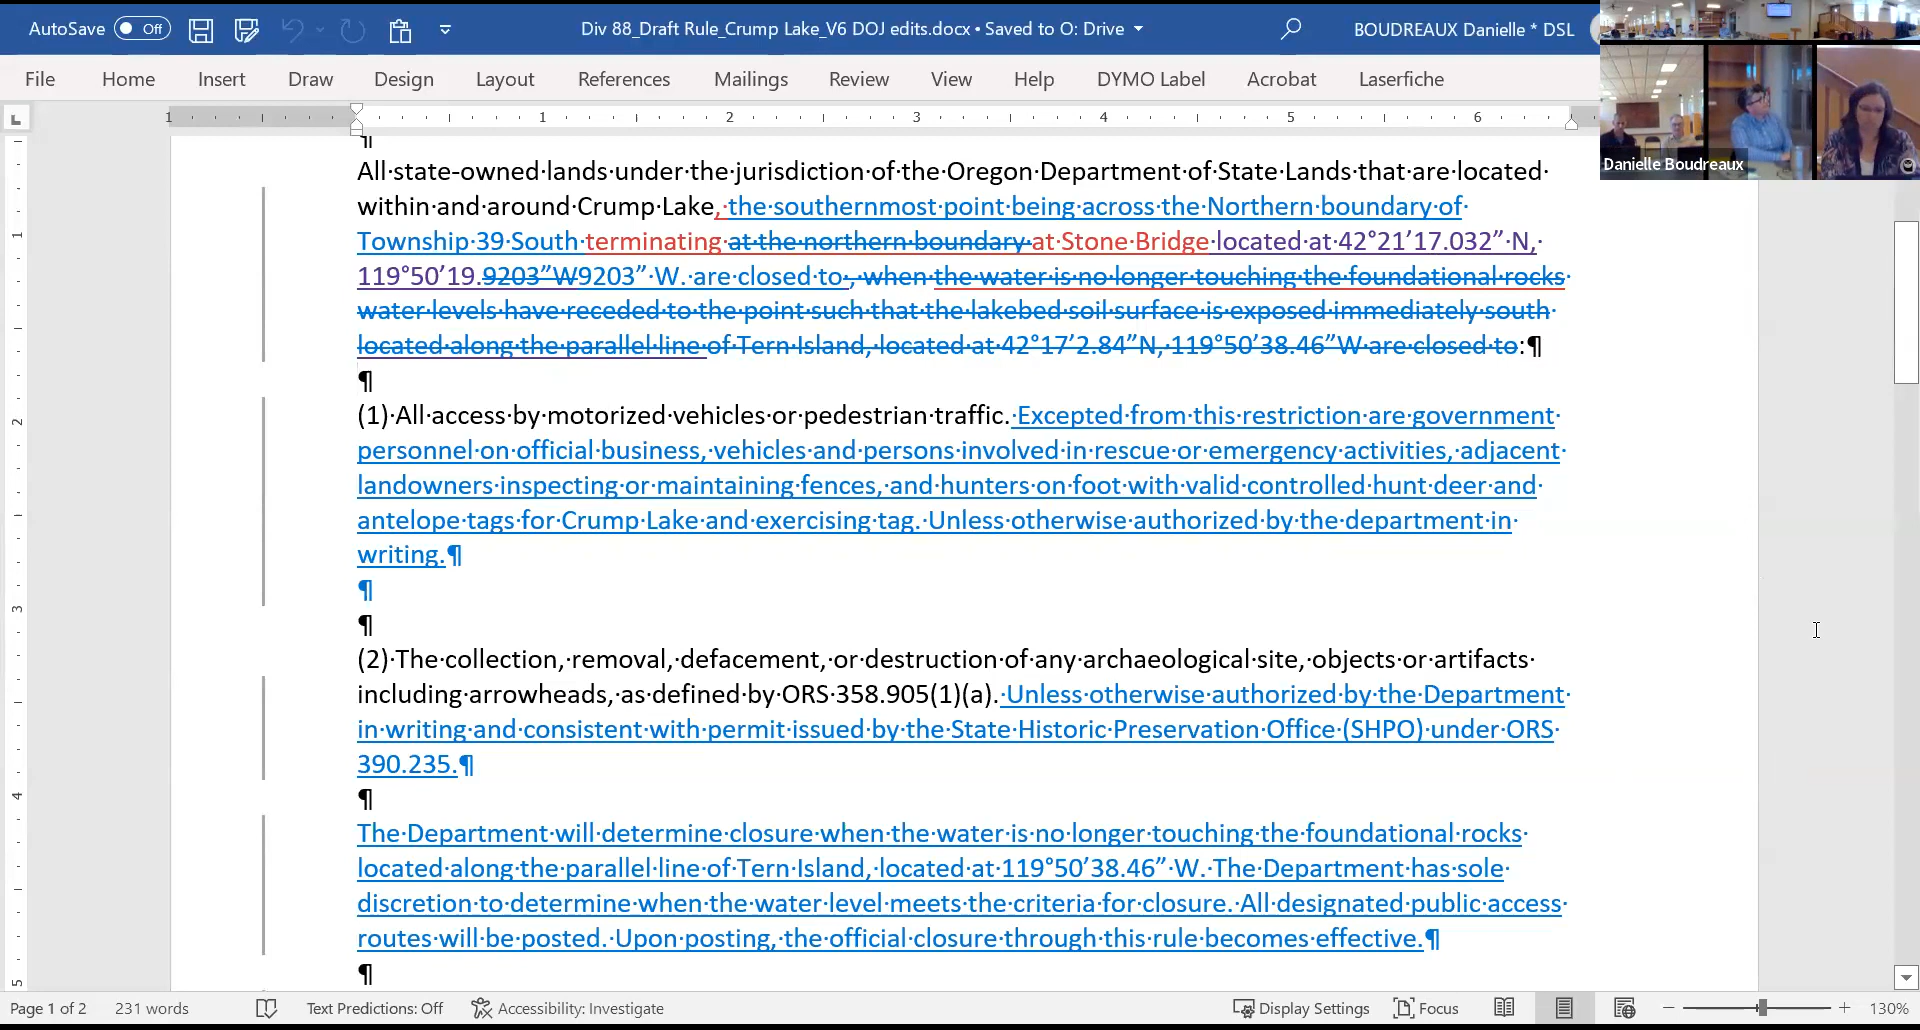 AutoSave Off
Div 88_Draft Rule_Crump Lake_V6 DOJ edits.docx • Saved to O: Drive
BOUDREAUX Danielle * DSL
File Home Insert Draw Design Layout References Mailings Review View Help DYMO Label Acrobat Laserfiche
1 1 2 3 4 5 6
Danielle Boudreaux
¶
All·state-owned·lands·under·the·jurisdiction·of·the·Oregon·Department·of·State·Lands·that·are·located·
within·and·around·Crump·Lake,·the·southernmost·point·being·across·the·Northern·boundary·of·
Township·39·South·terminating·at·the·northern·boundary·at·Stone·Bridge·located·at·42°21’17.032”·N,·
119°50’19.9203”W9203”·W.·are·closed·to·,·when·the·water·is·no·longer·touching·the·foundational·rocks·
water·levels·have·receded·to·the·point·such·that·the·lakebed·soil·surface·is·exposed·immediately·south·
located·along·the·parallel·line·of·Tern·Island,·located·at·42°17’2.84”N,·119°50’38.46”W·are·closed·to:¶
¶
(1)·All·access·by·motorized·vehicles·or·pedestrian·traffic.·Excepted·from·this·restriction·are·government·
personnel·on·official·business,·vehicles·and·persons·involved·in·rescue·or·emergency·activities,·adjacent·
landowners·inspecting·or·maintaining·fences,·and·hunters·on·foot·with·valid·controlled·hunt·deer·and·
antelope·tags·for·Crump·Lake·and·exercising·tag.·Unless·otherwise·authorized·by·the·department·in·
writing.¶
¶
¶
(2)·The·collection,·removal,·defacement,·or·destruction·of·any·archaeological·site,·objects·or·artifacts·
including·arrowheads,·as·defined·by·ORS·358.905(1)(a).·Unless·otherwise·authorized·by·the·Department·
in·writing·and·consistent·with·permit·issued·by·the·State·Historic·Preservation·Office·(SHPO)·under·ORS·
390.235.¶
¶
The·Department·will·determine·closure·when·the·water·is·no·longer·touching·the·foundational·rocks·
located·along·the·parallel·line·of·Tern·Island,·located·at·119°50’38.46”·W.·The·Department·has·sole·
discretion·to·determine·when·the·water·level·meets·the·criteria·for·closure.·All·designated·public·access·
routes·will·be·posted.·Upon·posting,·the·official·closure·through·this·rule·becomes·effective.¶
¶
1
2
3
4
5
Page 1 of 2 231 words Text Predictions: Off Accessibility: Investigate Display Settings Focus 130%